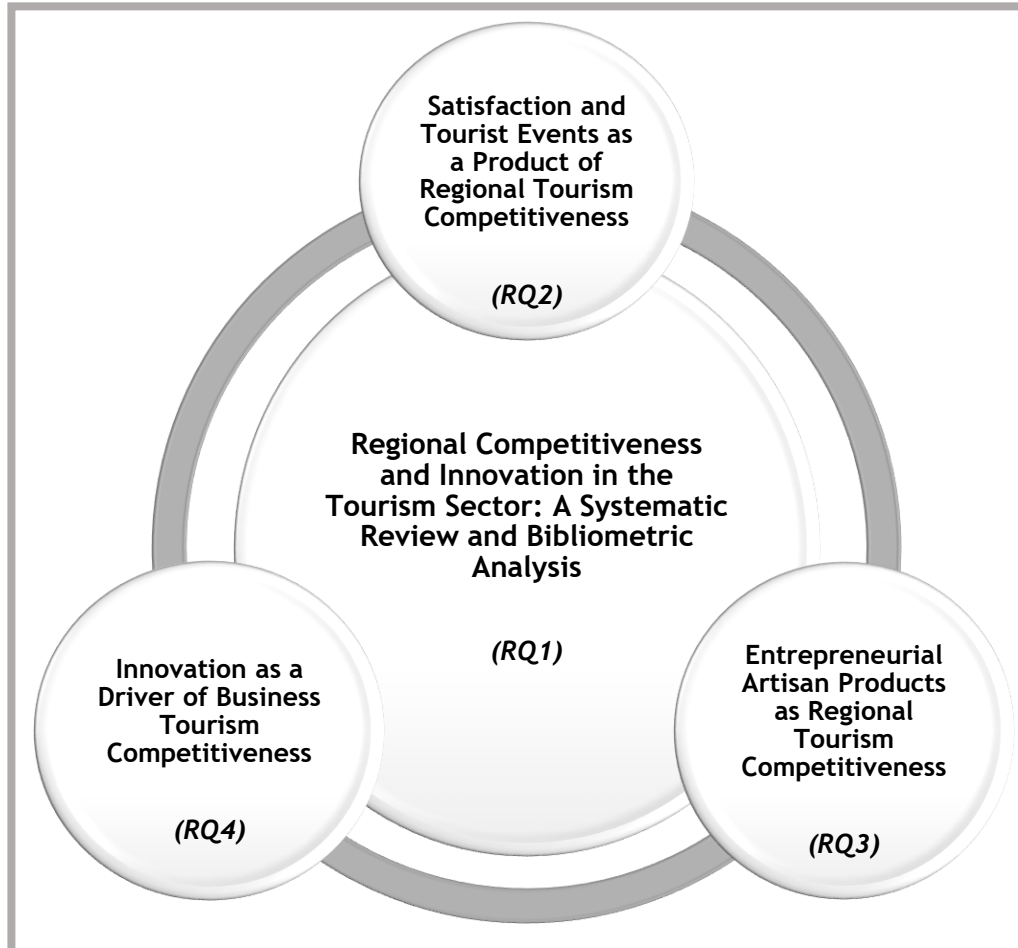 Satisfaction and
Tourist Events as
a Product of
Regional Tourism
Competitiveness
(RQ2)
Regional Competitiveness
and Innovation in the
Tourism Sector: A Systematic
Review and Bibliometric
Analysis
(RQ1)
Innovation as a
Driver of Business
Tourism
Competitiveness
(RQ4)
Entrepreneurial
Artisan Products
as Regional
Tourism
Competitiveness
(RQ3)